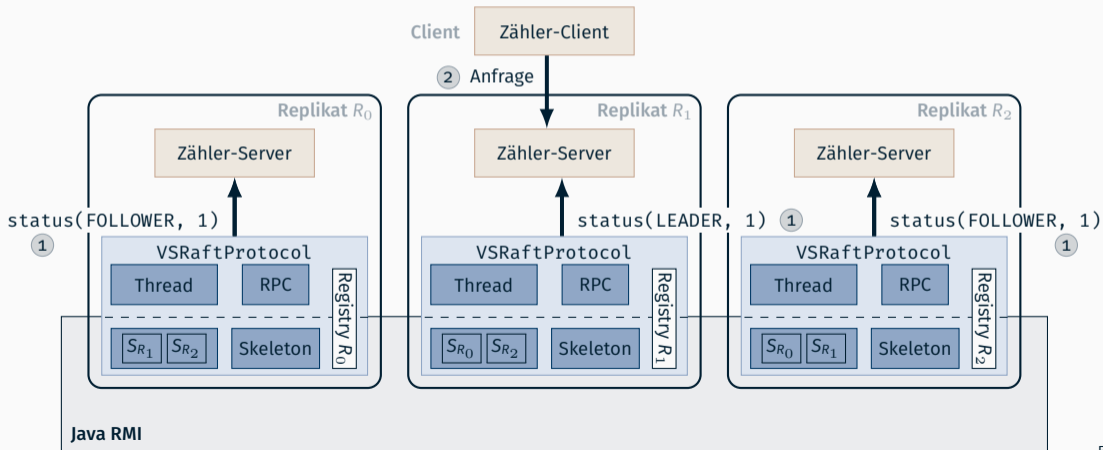 Client
Zähler-Client
2 Anfrage
Replikat R0
Zähler-Server
status(FOLLOWER, 1)
1
VSRaftProtocol
Thread
RPC
Registry R0
SR1 SR2
Skeleton
Replikat R1
Zähler-Server
status(LEADER, 1) 1
VSRaftProtocol
Thread
RPC
Registry R1
SR0 SR2
Skeleton
Replikat R2
Zähler-Server
status(FOLLOWER, 1)
1
VSRaftProtocol
Thread
RPC
Registry R2
SR0 SR1
Skeleton
Java RMI